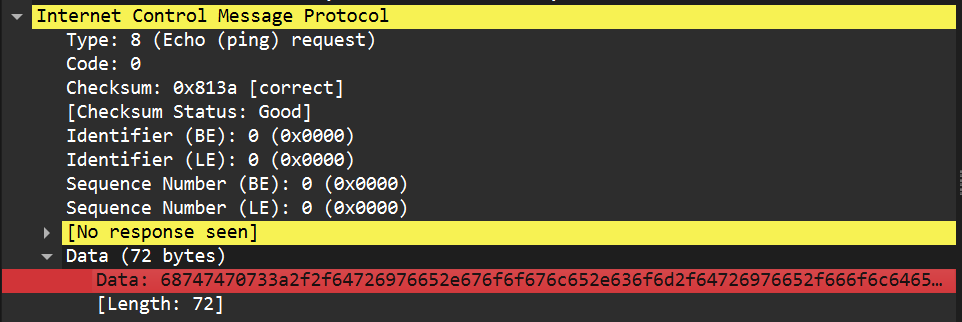 Internet Control Message Protocol
Type: 8 (Echo (ping) request)
Code: 0
Checksum: 0x813a [correct]
[Checksum Status: Good]
Identifier (BE): 0 (0x0000)
Identifier (LE): 0 (0x0000)
Sequence Number (BE): 0 (0x0000)
Sequence Number (LE): 0 (0x0000)
[No response seen]
Data (72 bytes)
Data: 68747470733a2f2f64726976652e676f6f676c652e636f6d2f64726976652f666f6c6465…
[Length: 72]